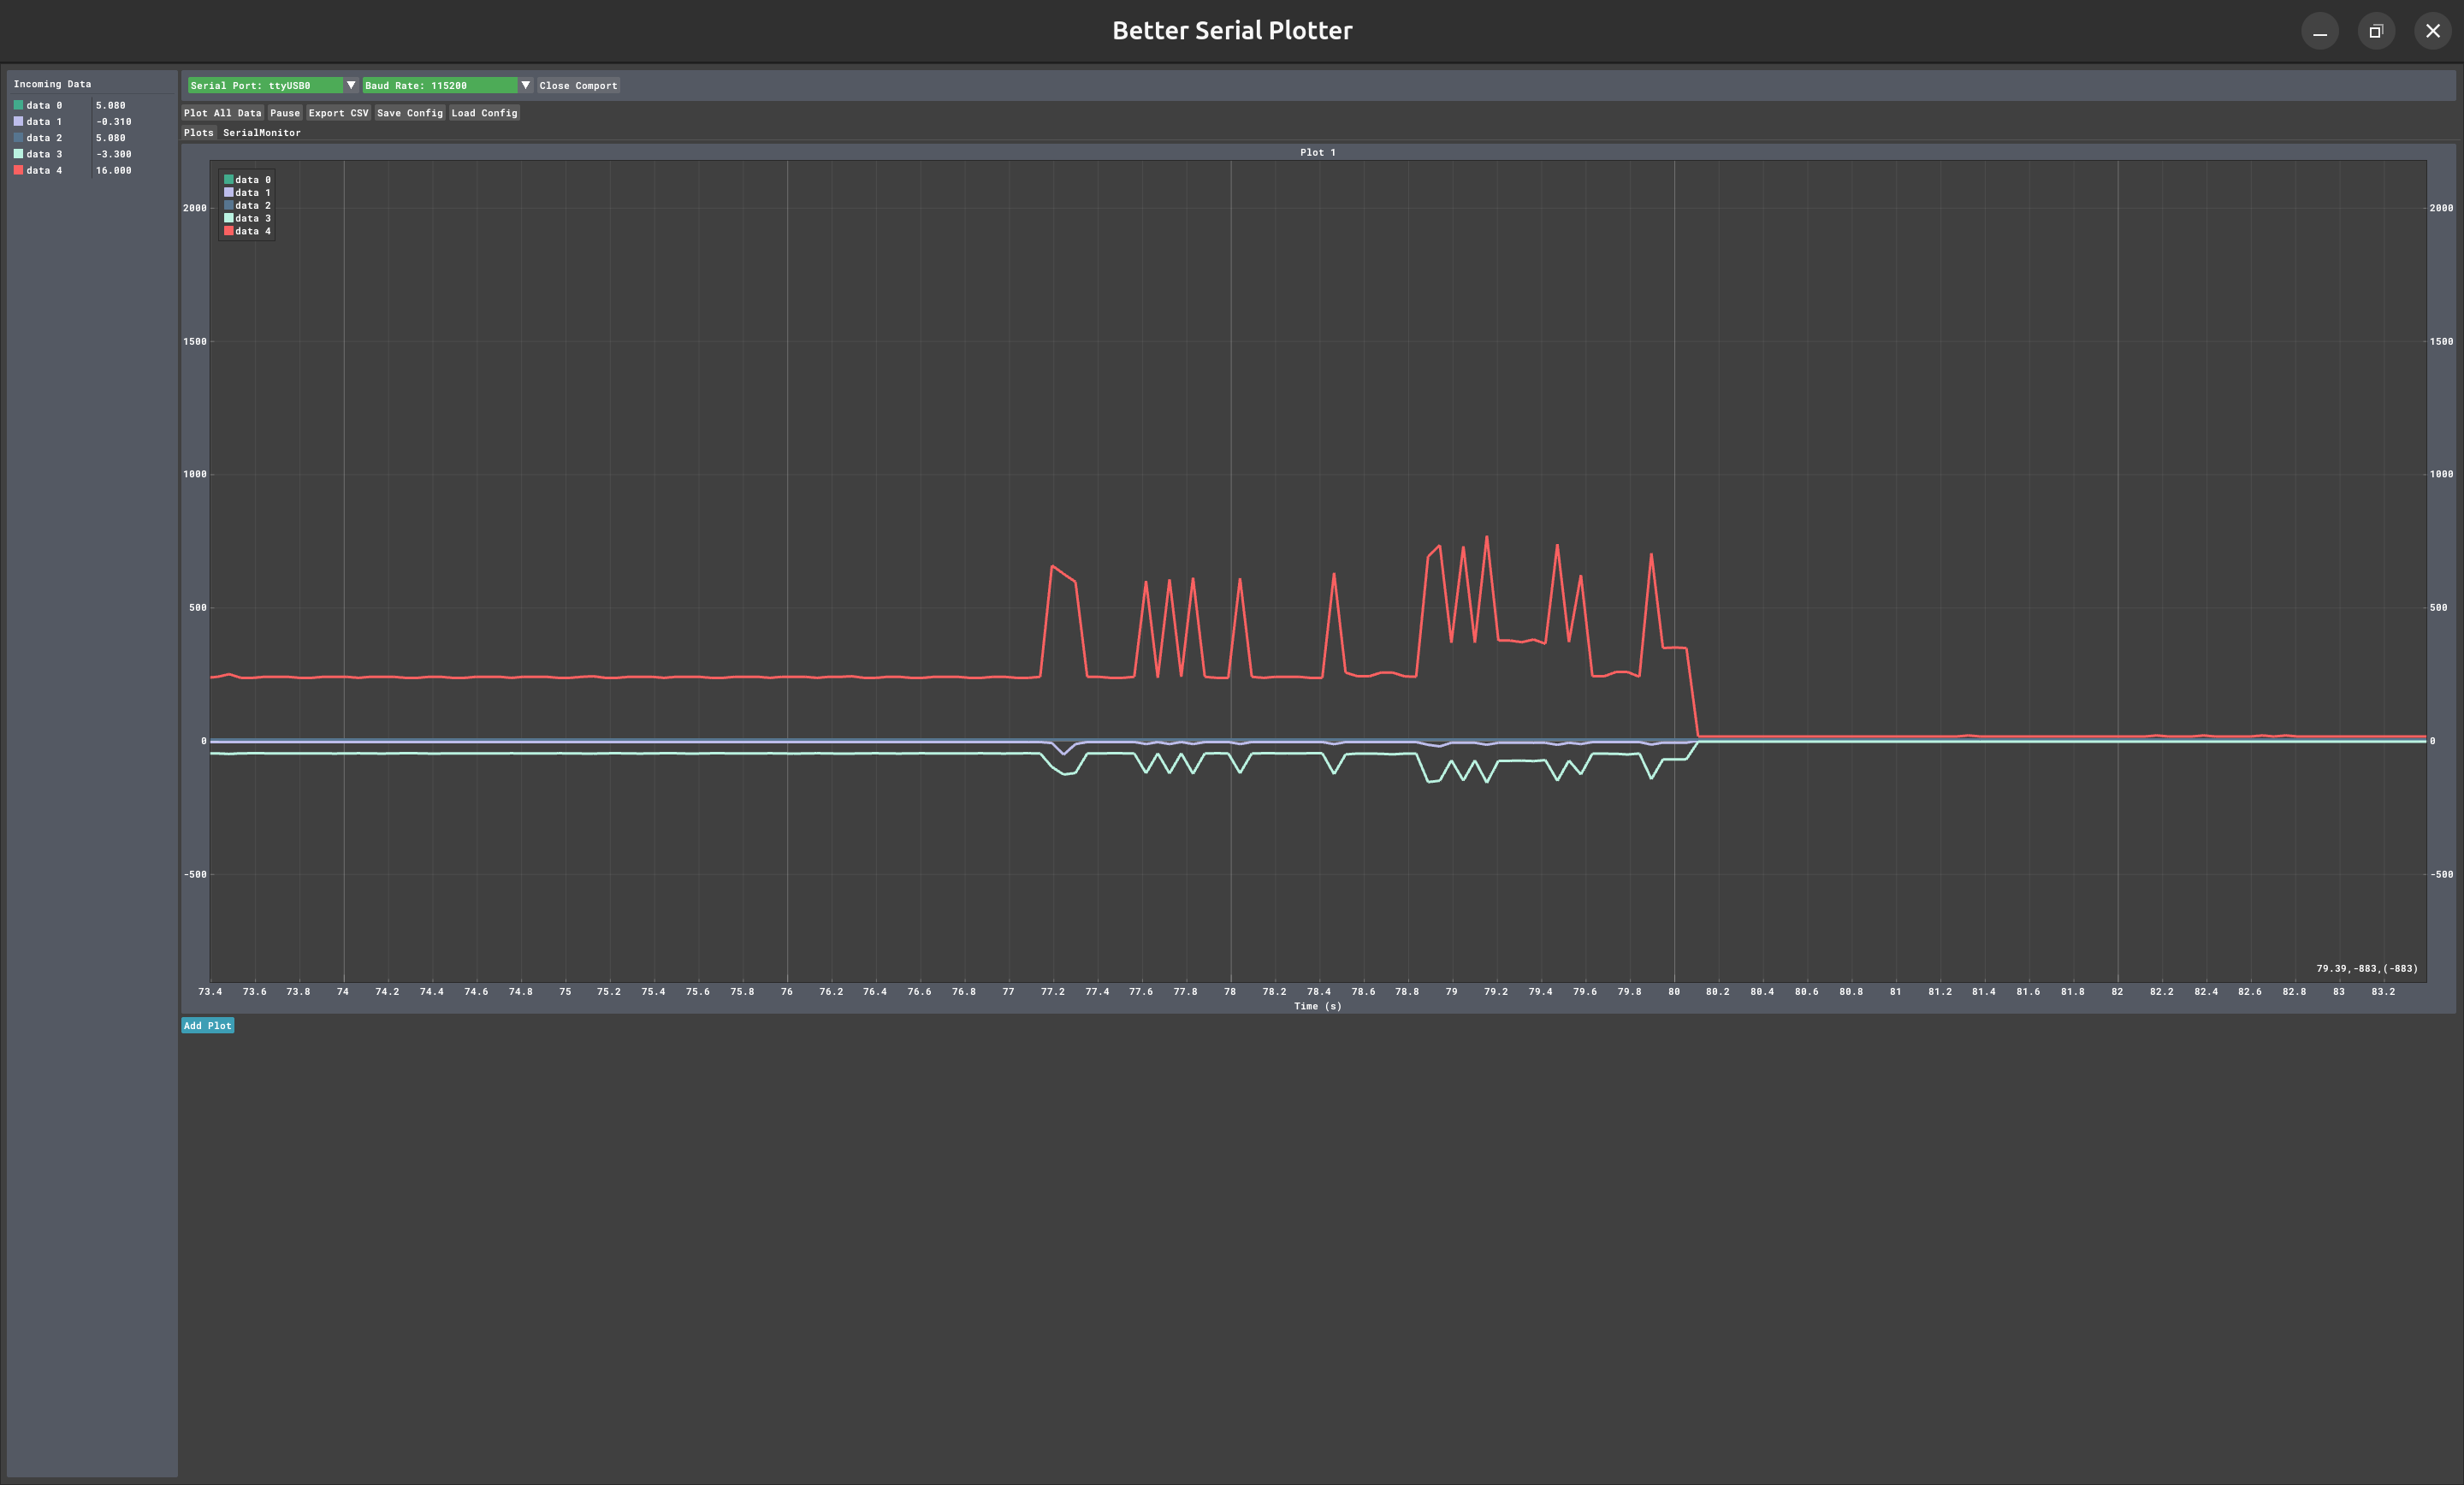 Better Serial Plotter
Incoming Data
data 0 5.080
data 1 -0.310
data 2 5.080
data 3 -3.300
data 4 16.000
Serial Port: ttyUSB0 Baud Rate: 115200 Close Comport
Plot All Data Pause Export CSV Save Config Load Config
Plots SerialMonitor
Plot 1
data 0
data 1
data 2
data 3
data 4
2000 2000
1500 1500
1000 1000
500 500
0 0
-500 -500
79.39,-883,(-883)
73.4 73.6 73.8 74 74.2 74.4 74.6 74.8 75 75.2 75.4 75.6 75.8 76 76.2 76.4 76.6 76.8 77 77.2 77.4 77.6 77.8 78 78.2 78.4 78.6 78.8 79 79.2 79.4 79.6 79.8 80 80.2 80.4 80.6 80.8 81 81.2 81.4 81.6 81.8 82 82.2 82.4 82.6 82.8 83 83.2
Time (s)
Add Plot